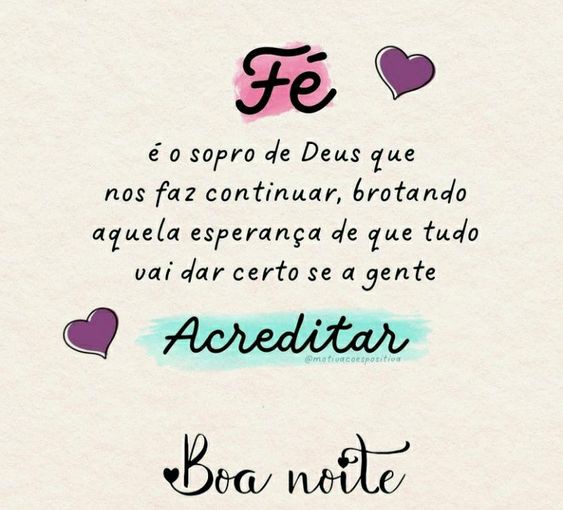 Fé
é o sopro de Deus que
nos faz continuar, brotando
aquela esperança de que tudo
vai dar certo se a gente
Acreditar
@motivacoespositiva
Boa noite